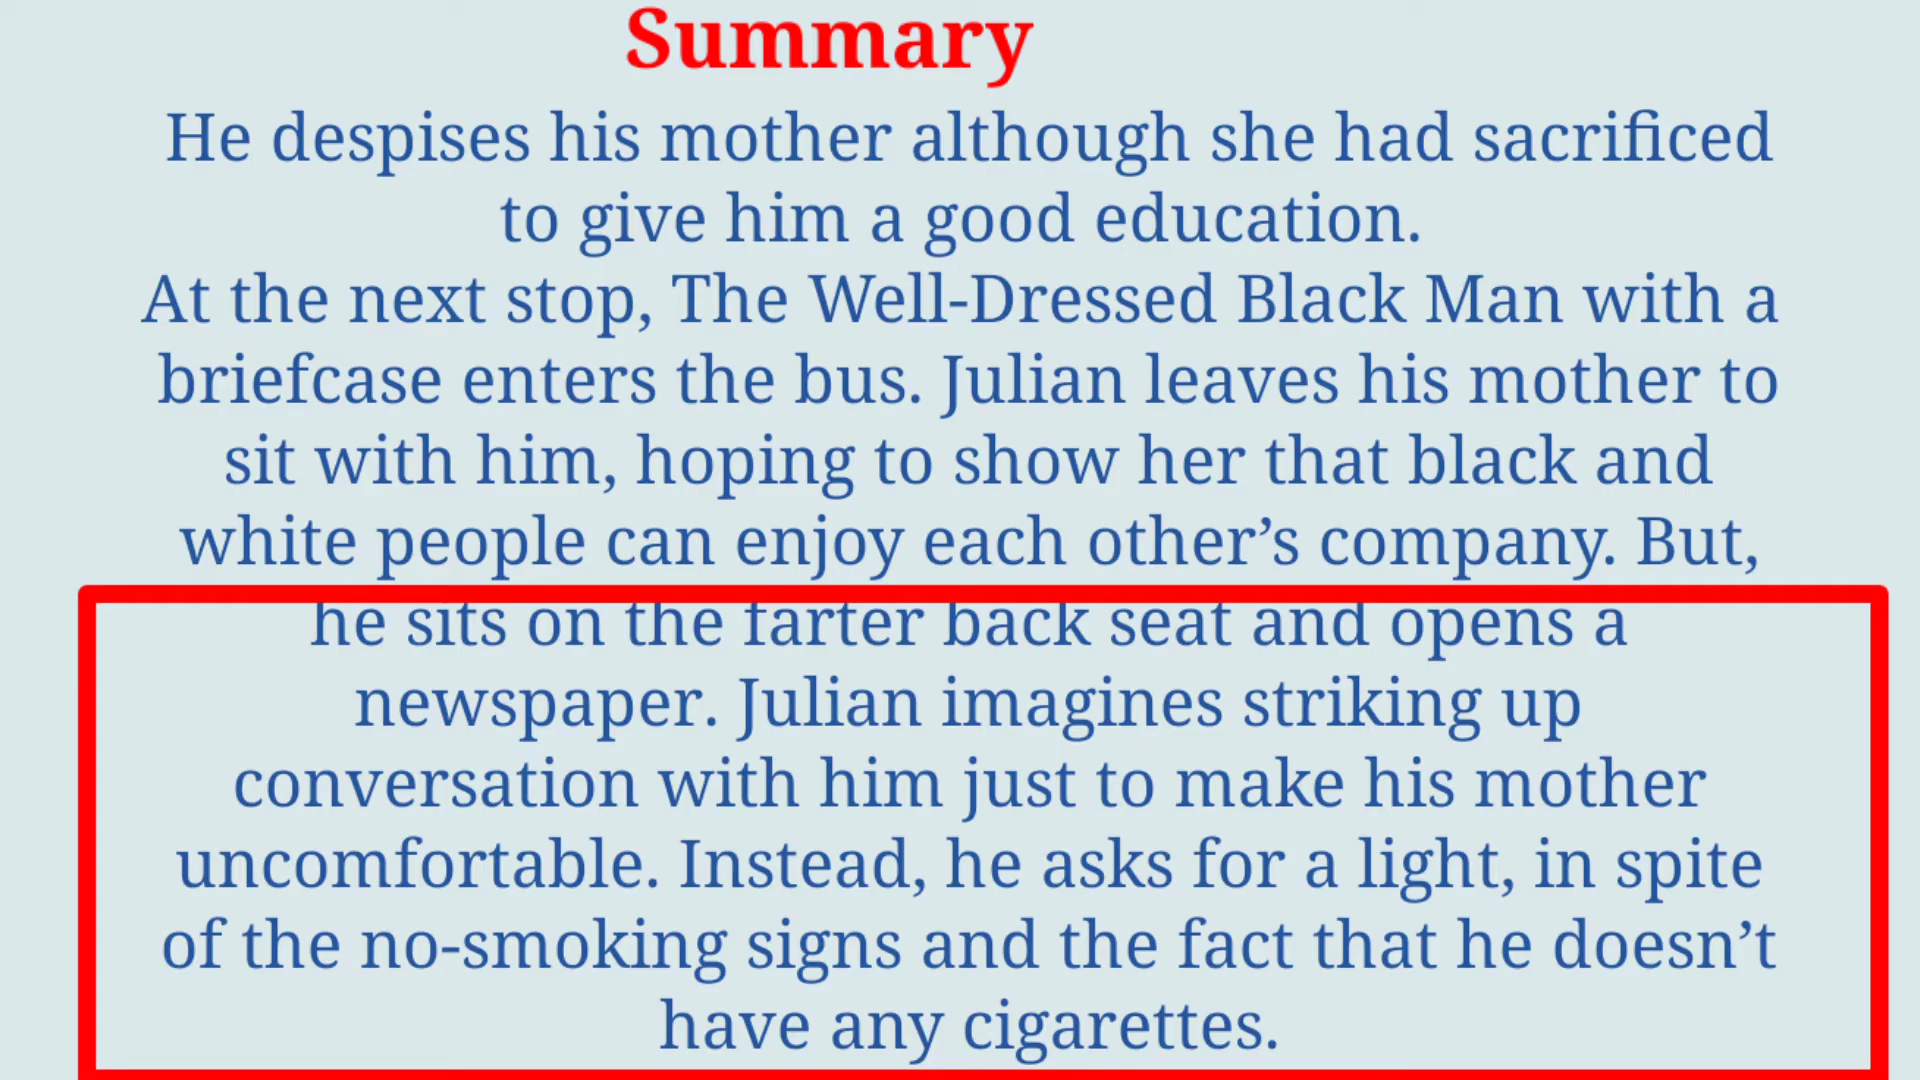 Summary
He despises his mother although she had sacrificed
to give him a good education.
At the next stop, The Well-Dressed Black Man with a
briefcase enters the bus. Julian leaves his mother to
sit with him, hoping to show her that black and
white people can enjoy each other’s company. But,
he sits on the farter back seat and opens a
newspaper. Julian imagines striking up
conversation with him just to make his mother
uncomfortable. Instead, he asks for a light, in spite
of the no-smoking signs and the fact that he doesn’t
have any cigarettes.